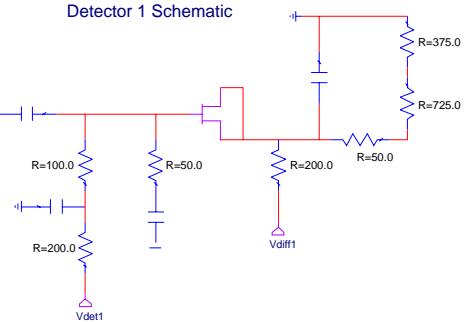 Detector 1 Schematic
R=375.0
R=725.0
R=100.0
R=50.0
R=200.0
R=50.0
R=200.0
Vdiff1
Vdet1